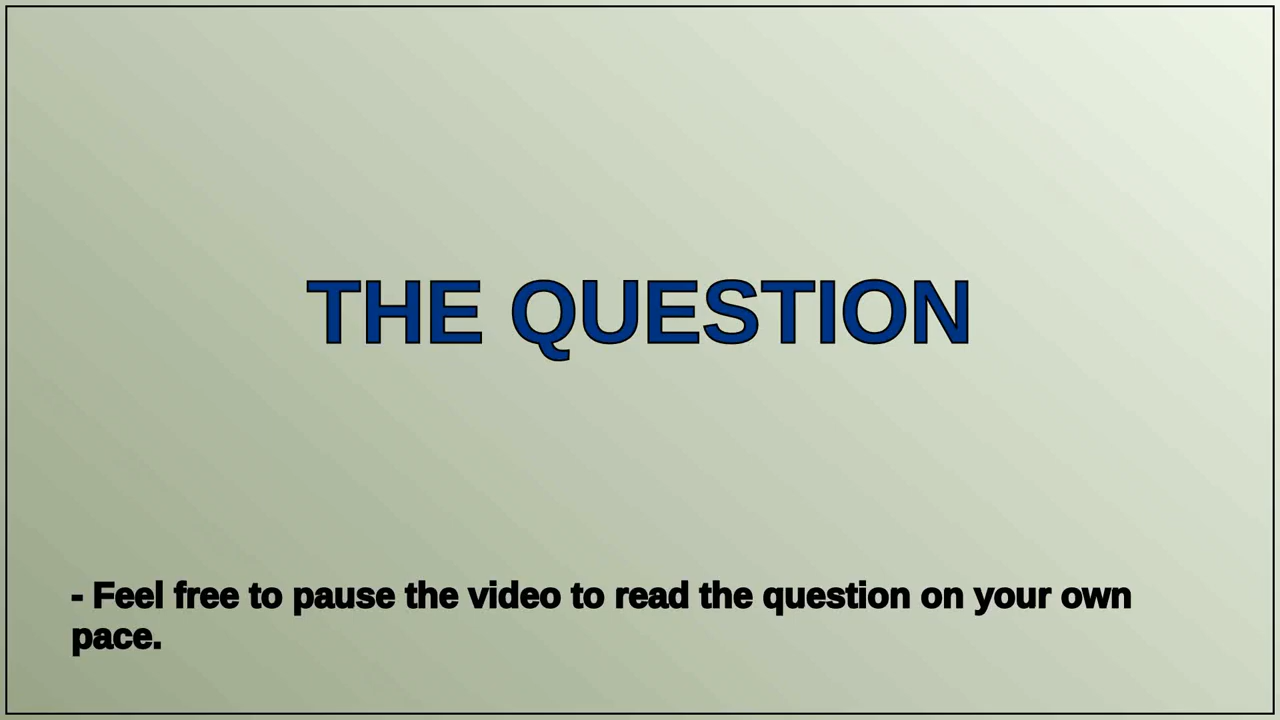 THE QUESTION
- Feel free to pause the video to read the question on your own
pace.